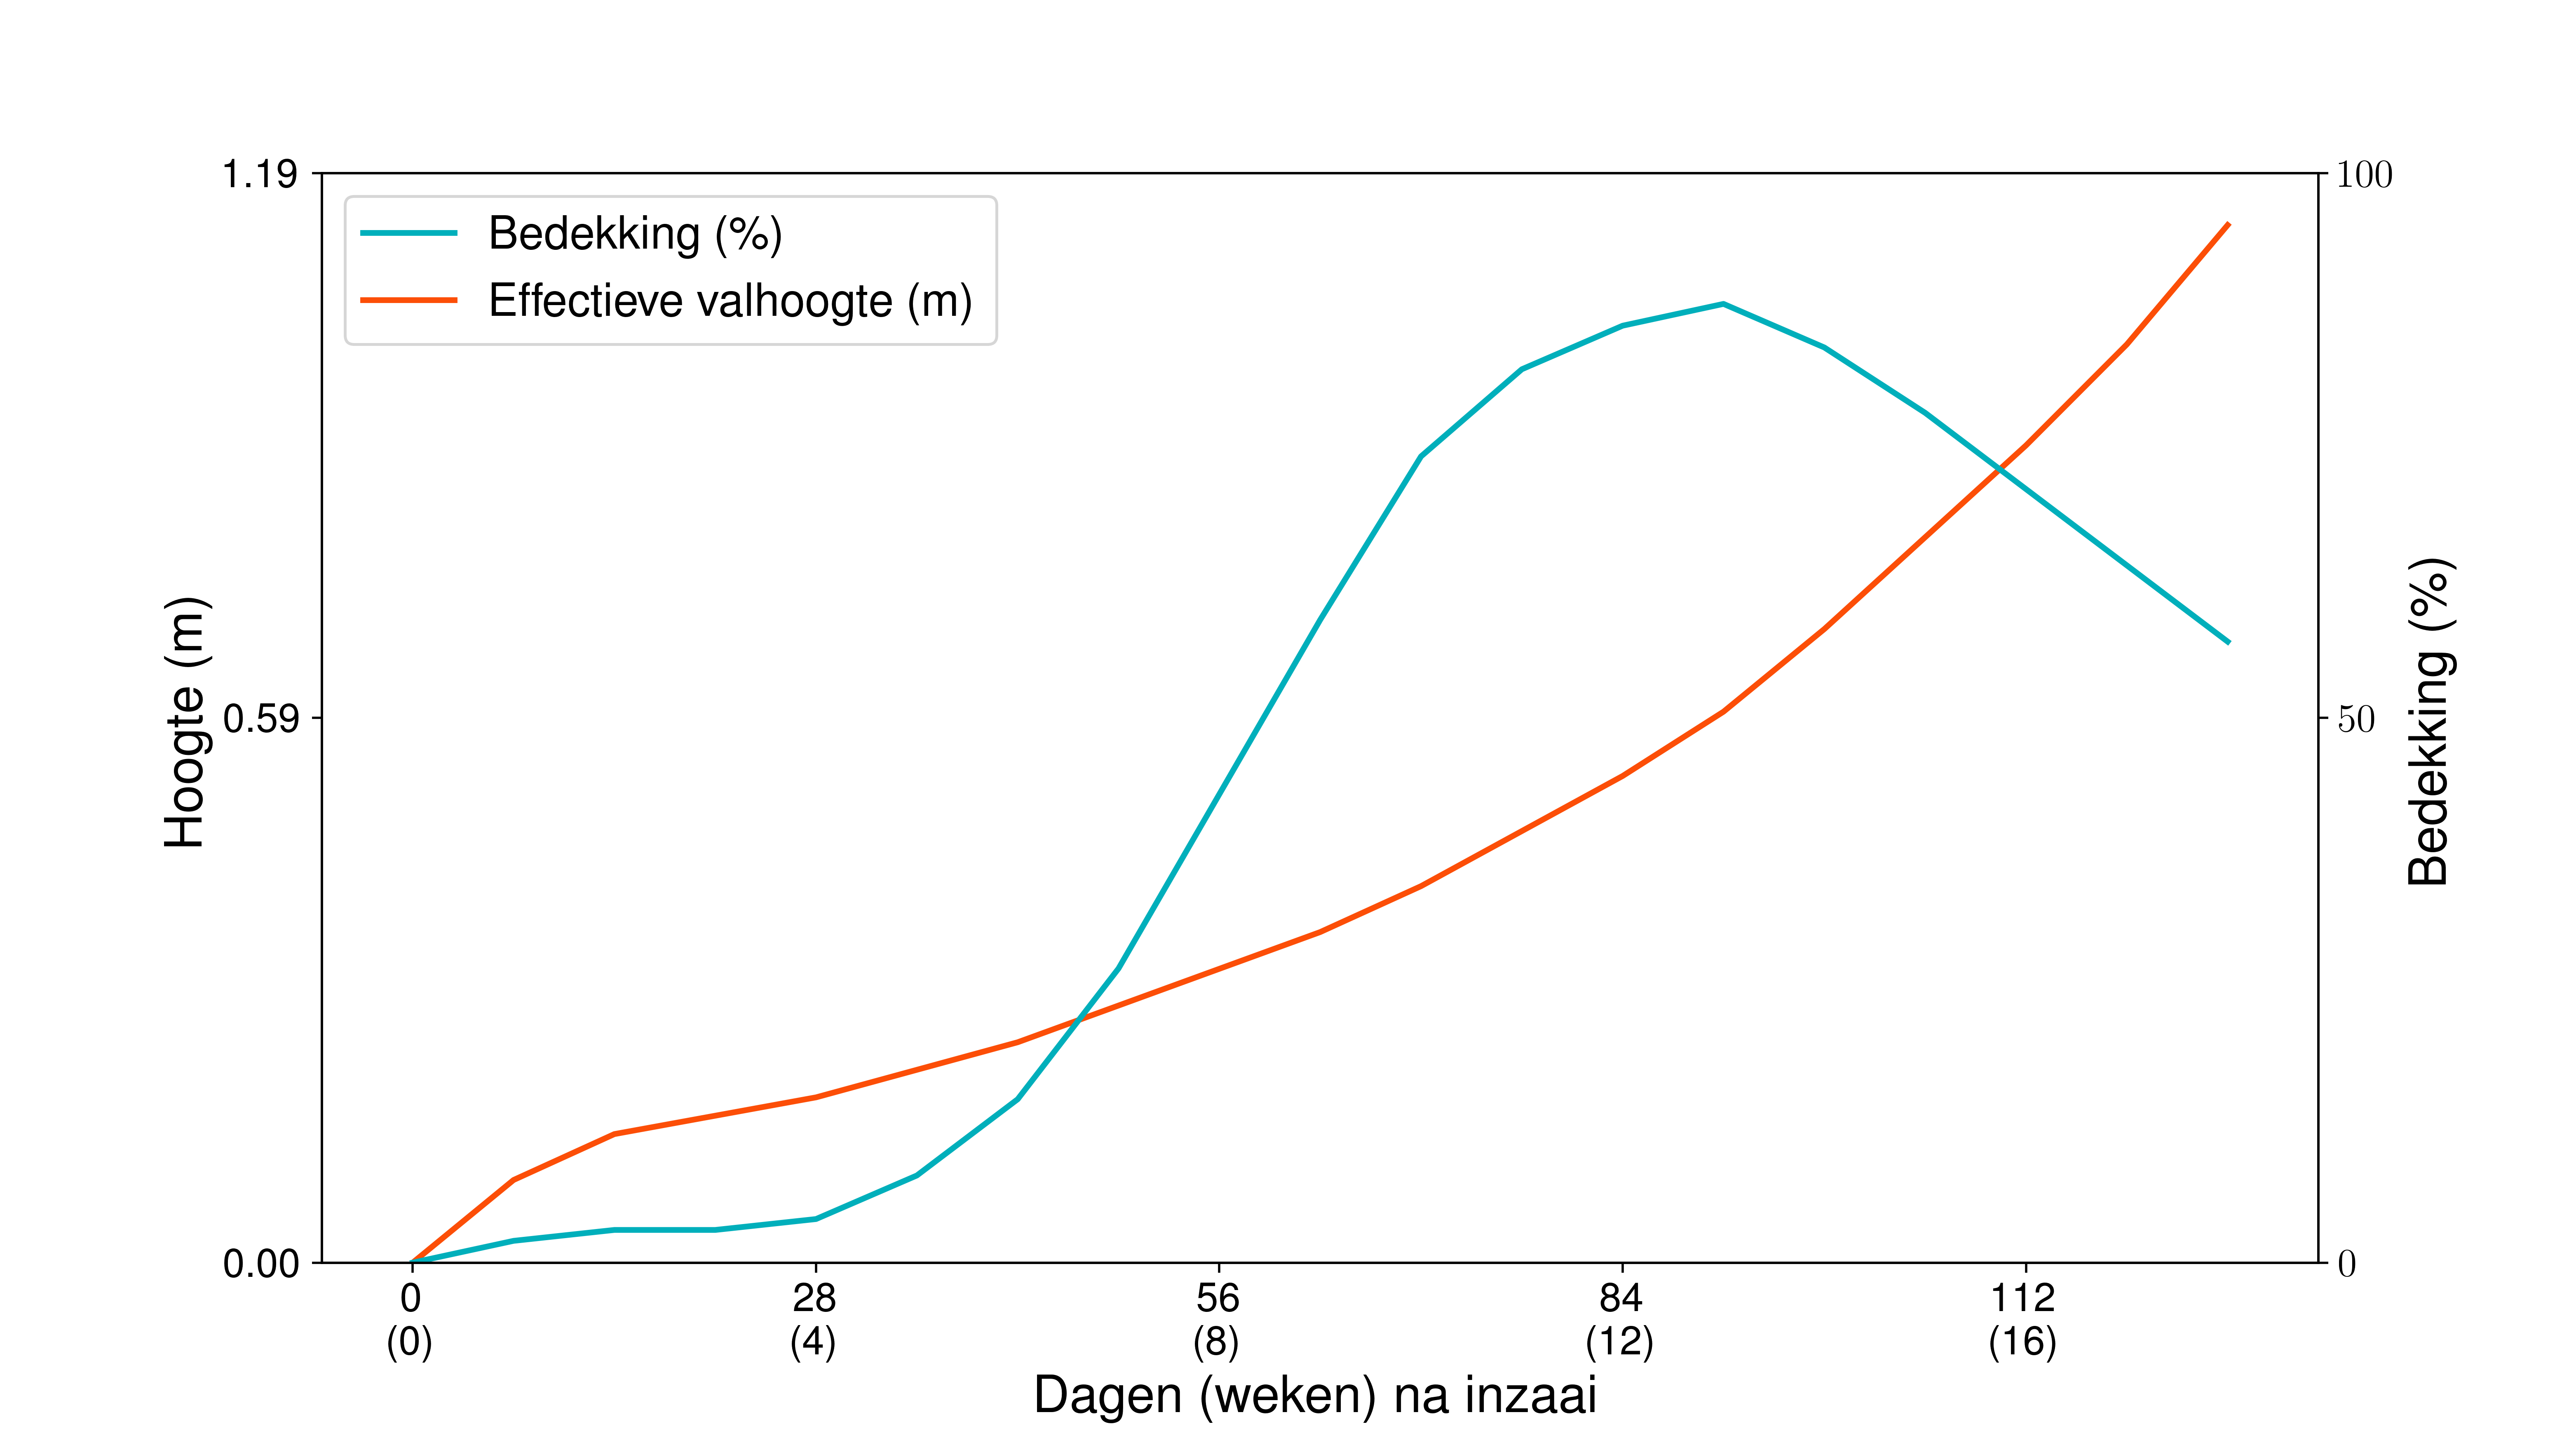 1.19
0.59
0.00
Hoogte (m)
Bedekking (%)
Effectieve valhoogte (m)
100
50
0
Bedekking (%)
0 28 56 84 112
(0) (4) (8) (12) (16)
Dagen (weken) na inzaai